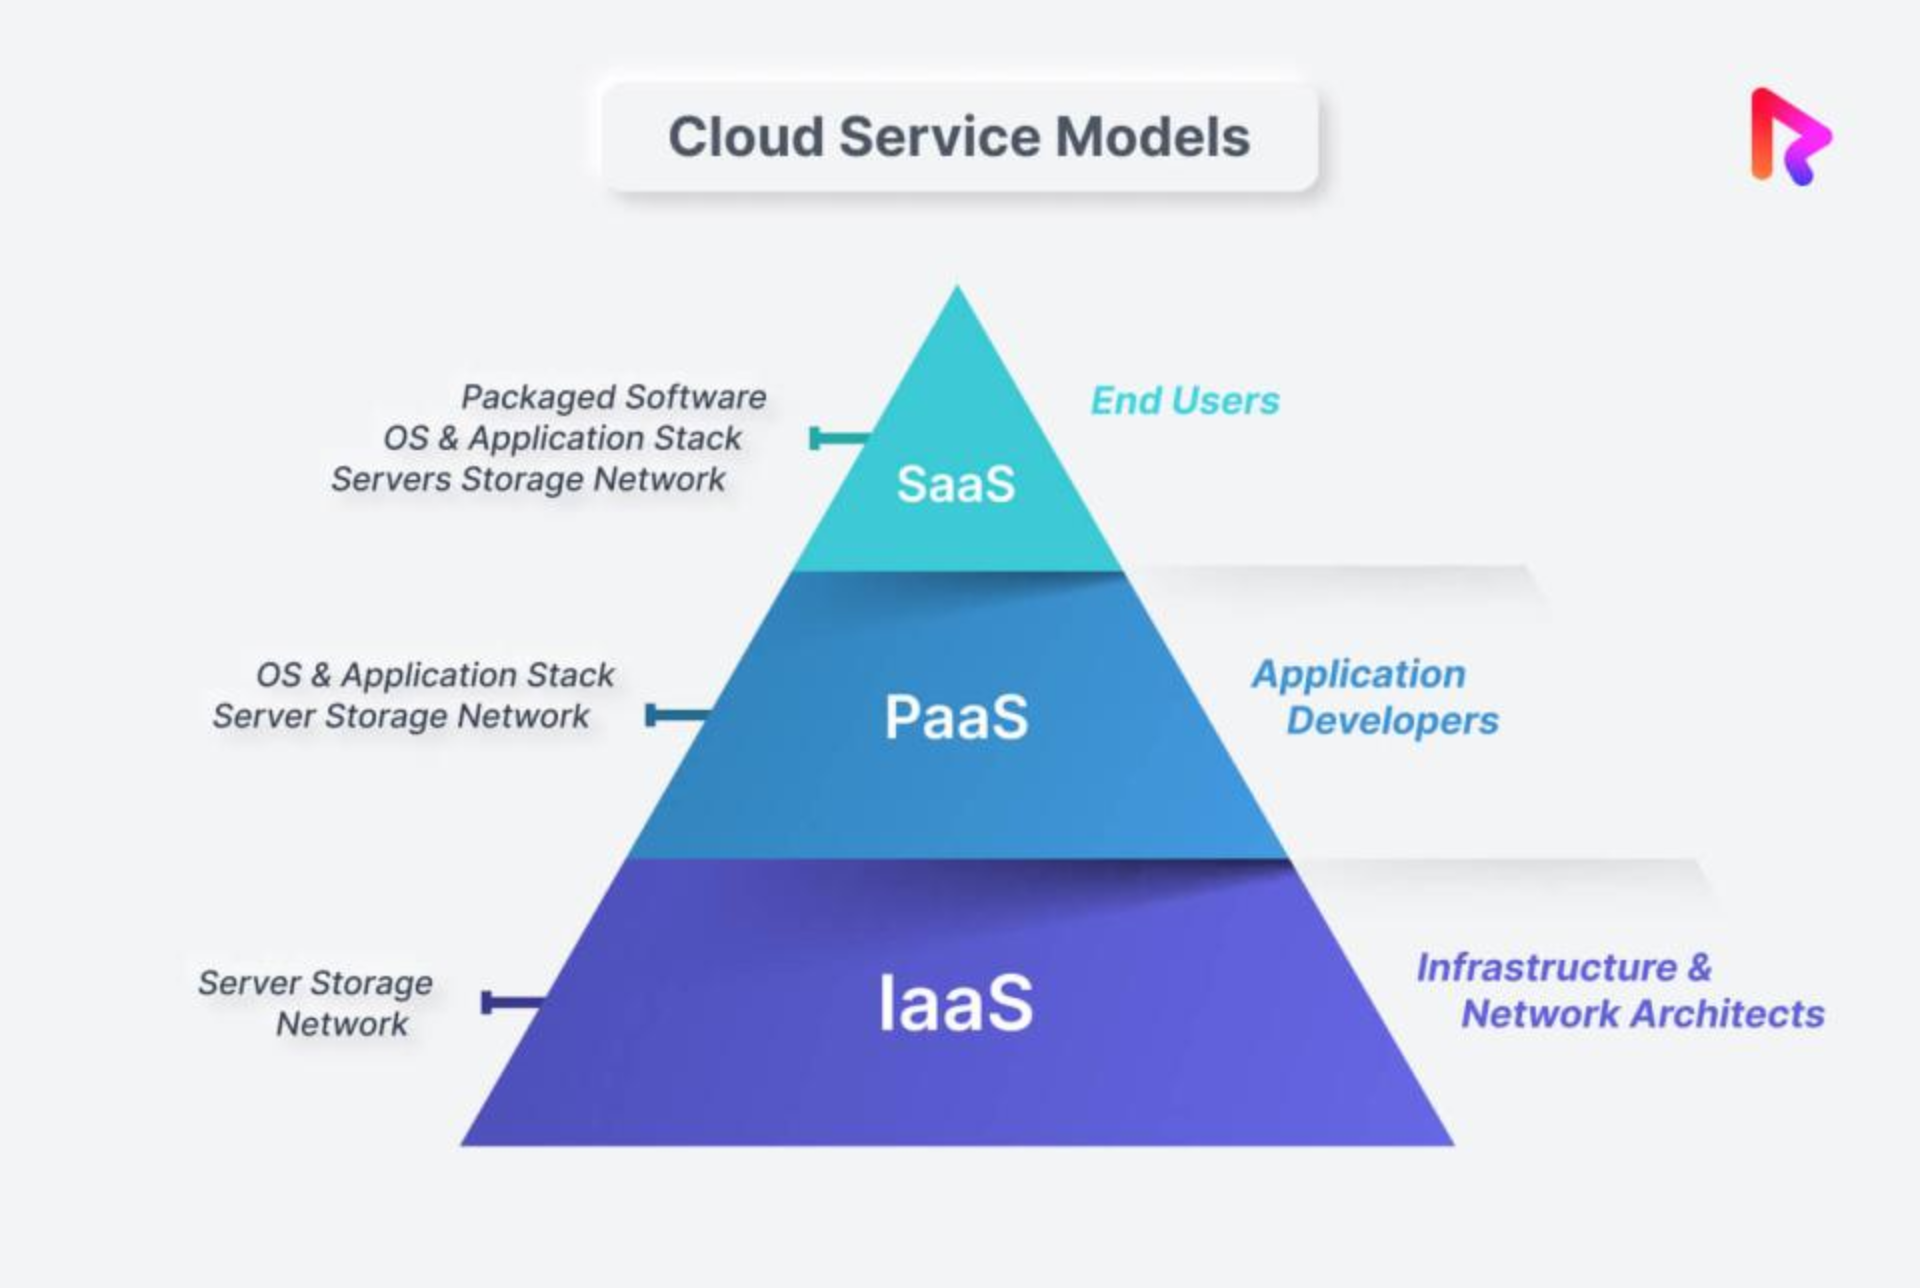 Cloud Service Models
Packaged Software
OS & Application Stack
Servers Storage Network
SaaS
End Users
OS & Application Stack
Server Storage Network
PaaS
Application
Developers
Server Storage
Network
IaaS
Infrastructure &
Network Architects